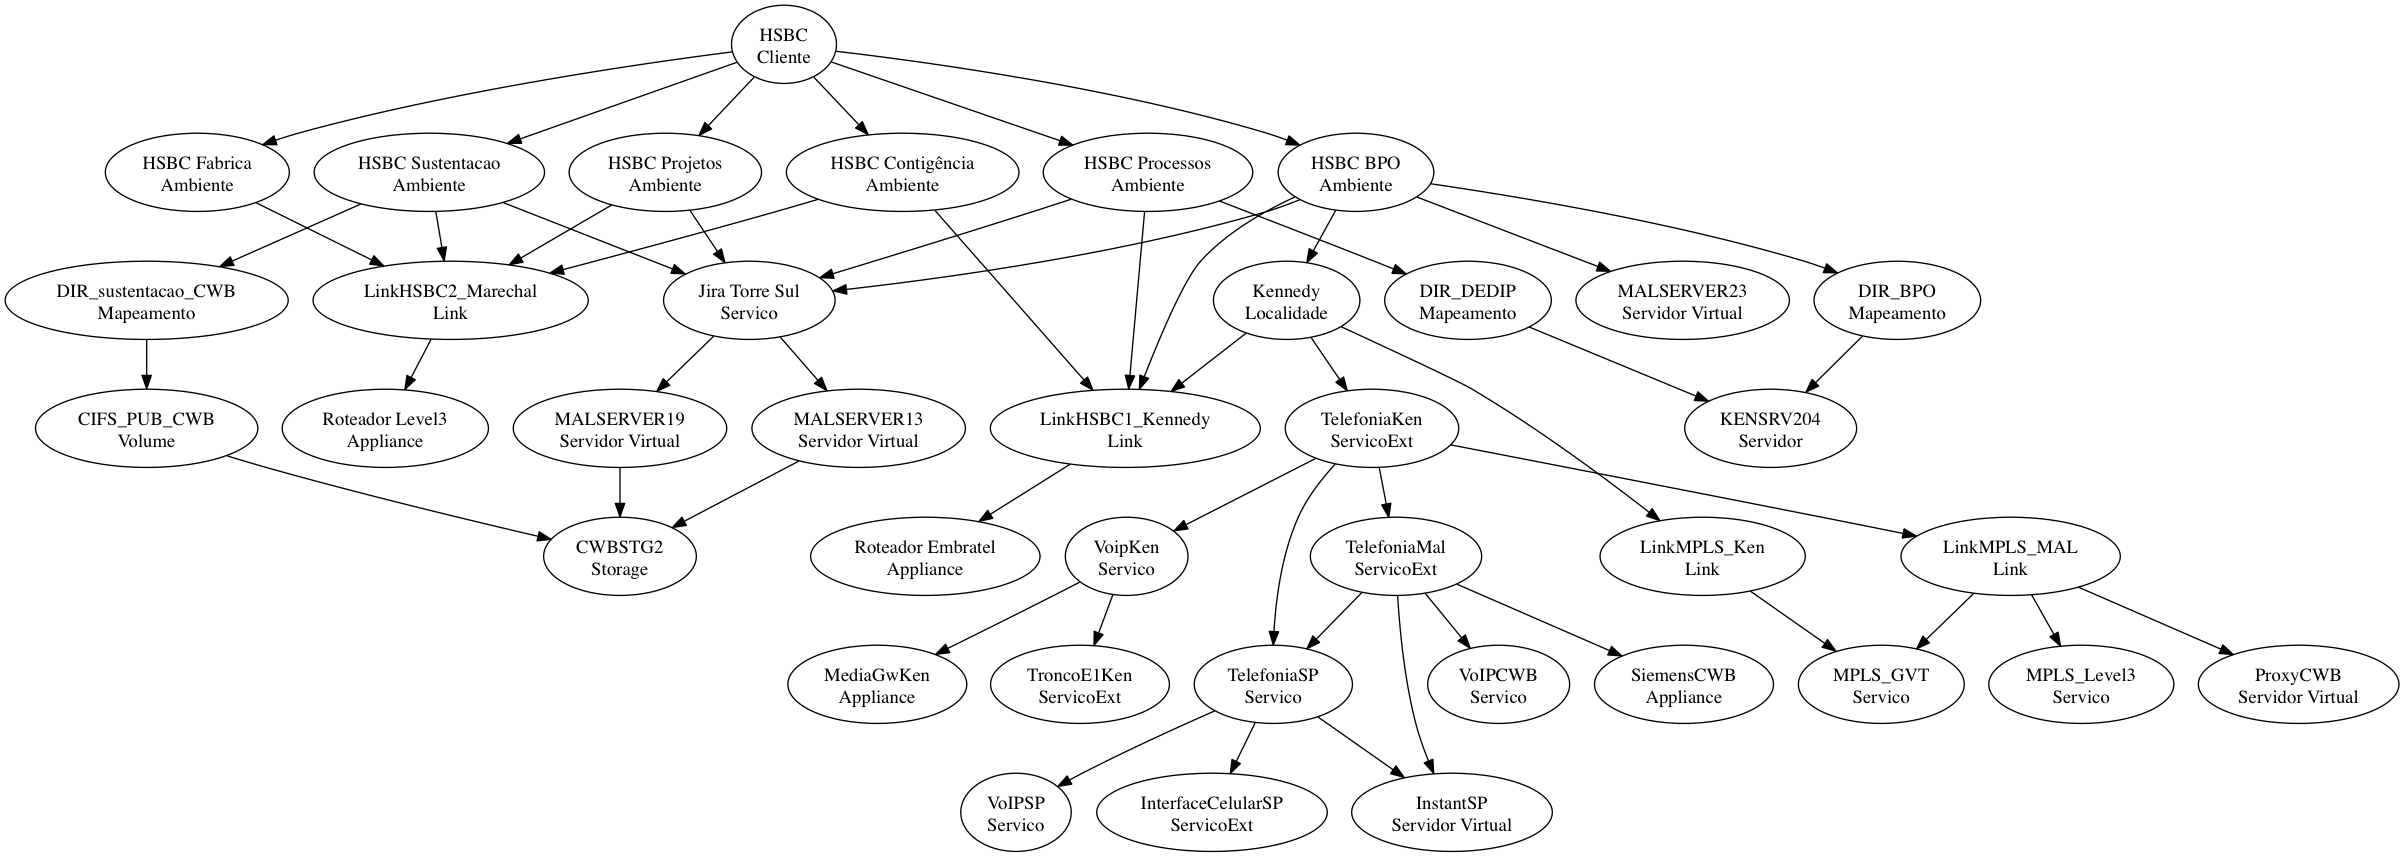 HSBC
Cliente
HSBC Fabrica
Ambiente
HSBC Sustentacao
Ambiente
HSBC Projetos
Ambiente
HSBC Contigência
Ambiente
HSBC Processos
Ambiente
HSBC BPO
Ambiente
DIR_sustentacao_CWB
Mapeamento
LinkHSBC2_Marechal
Link
Jira Torre Sul
Servico
Kennedy
Localidade
DIR_DEDIP
Mapeamento
MALSERVER23
Servidor Virtual
DIR_BPO
Mapeamento
CIFS_PUB_CWB
Volume
Roteador Level3
Appliance
MALSERVER19
Servidor Virtual
MALSERVER13
Servidor Virtual
LinkHSBC1_Kennedy
Link
TelefoniaKen
ServicoExt
KENSRV204
Servidor
CWBSTG2
Storage
Roteador Embratel
Appliance
VoipKen
Servico
TelefoniaMal
ServicoExt
LinkMPLS_Ken
Link
LinkMPLS_MAL
Link
MediaGwKen
Appliance
TroncoE1Ken
ServicoExt
TelefoniaSP
Servico
VoIPCWB
Servico
SiemensCWB
Appliance
MPLS_GVT
Servico
MPLS_Level3
Servico
ProxyCWB
Servidor Virtual
VoIPSP
Servico
InterfaceCelularSP
ServicoExt
InstantSP
Servidor Virtual